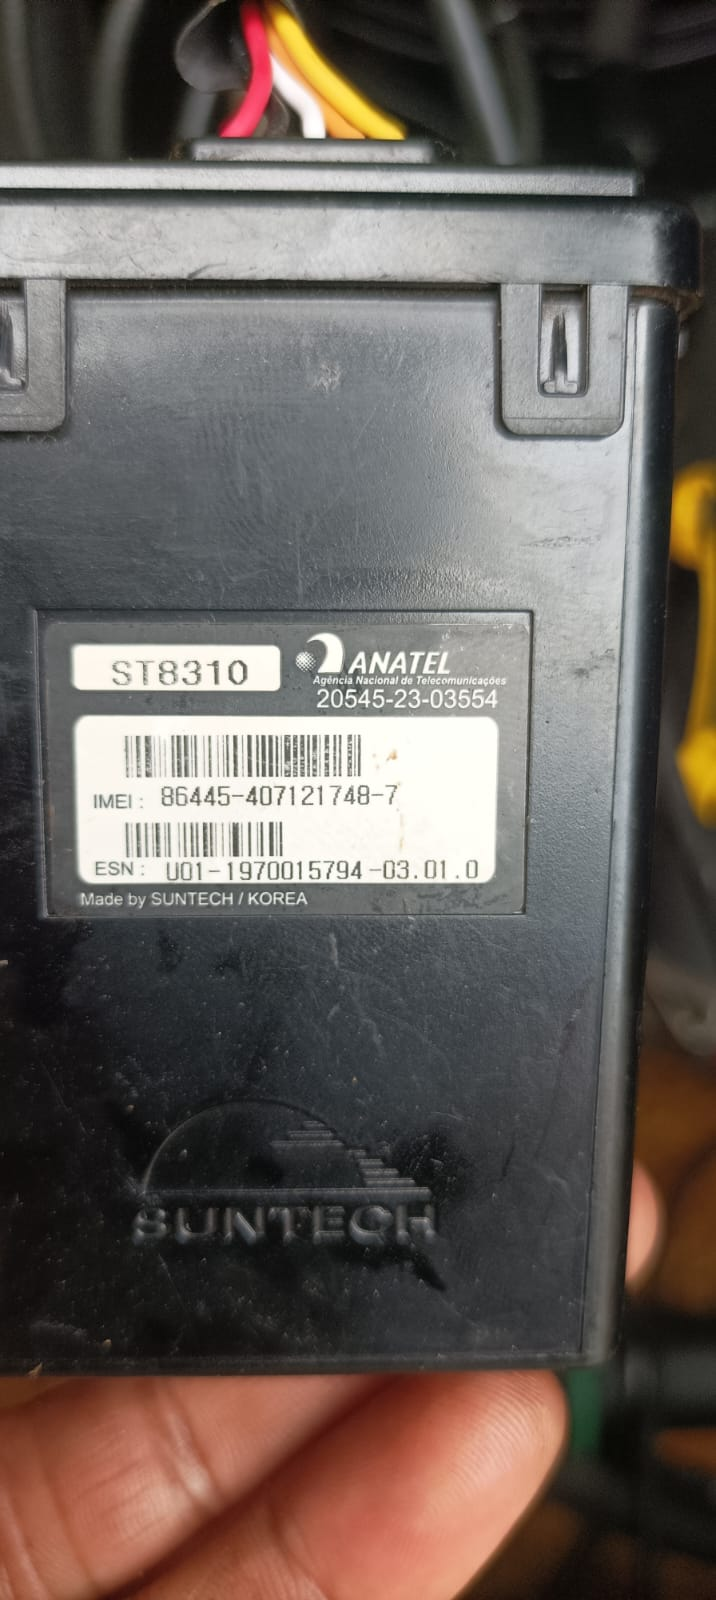 ST8310
ANATEL
Agência Nacional de Telecomunicações
20545-23-03554
IMEI : 86445-407121748-7
ESN : U01-1970015794-03.01.0
Made by SUNTECH / KOREA
SUNTECH